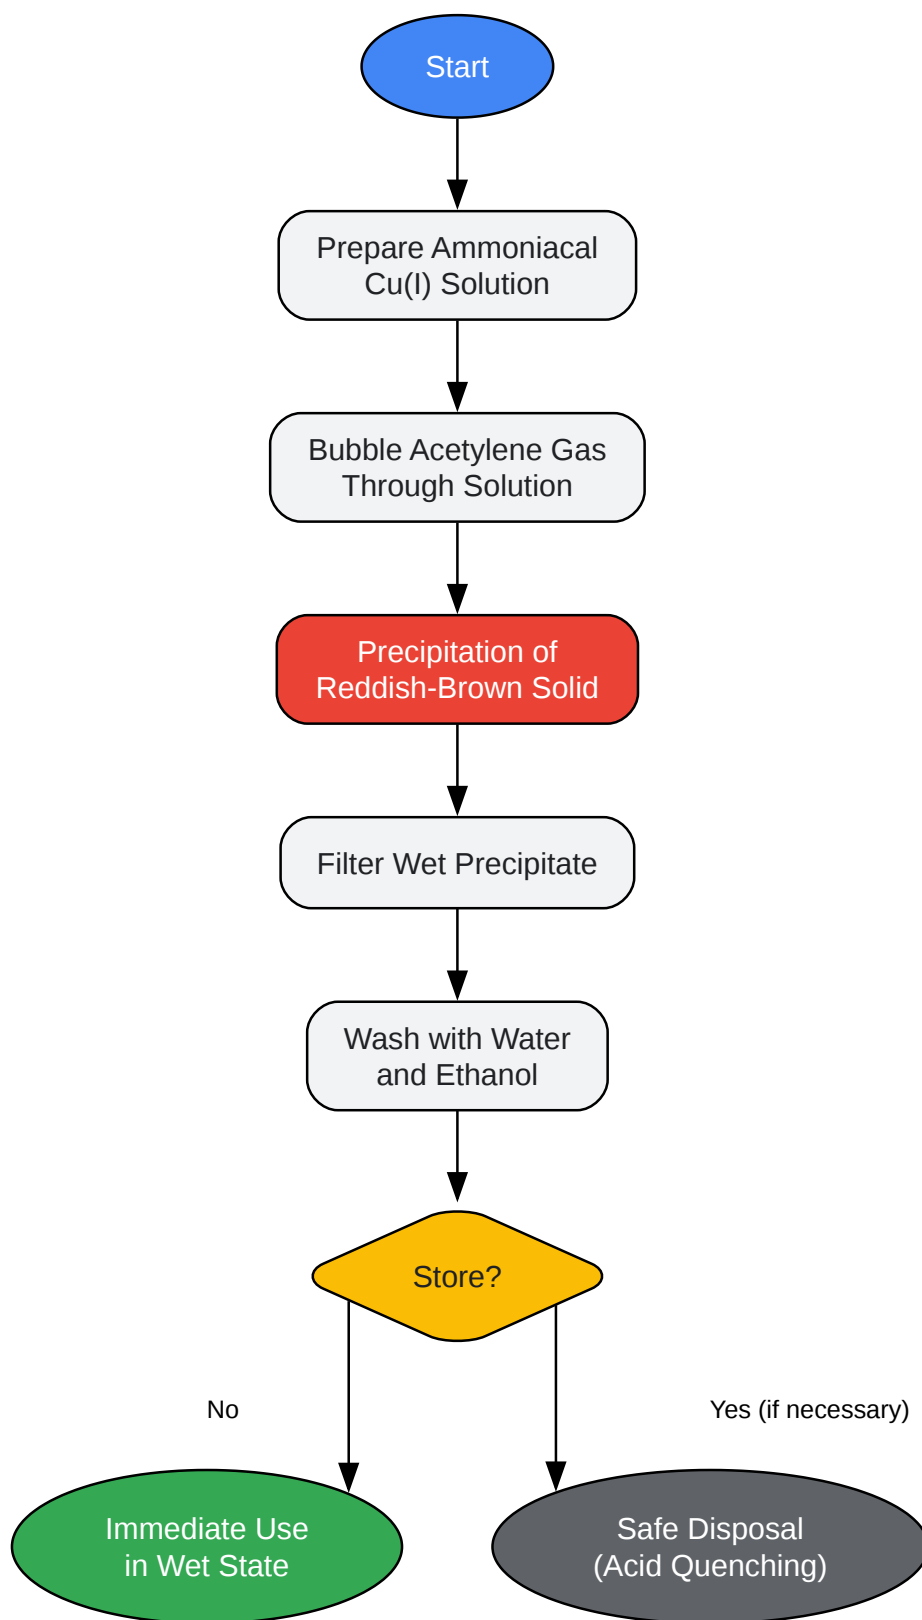 Start
Prepare Ammoniacal
Cu(I) Solution
Bubble Acetylene Gas
Through Solution
Precipitation of
Reddish-Brown Solid
Filter Wet Precipitate
Wash with Water
and Ethanol
Store?
No
Yes (if necessary)
Immediate Use
in Wet State
Safe Disposal
(Acid Quenching)